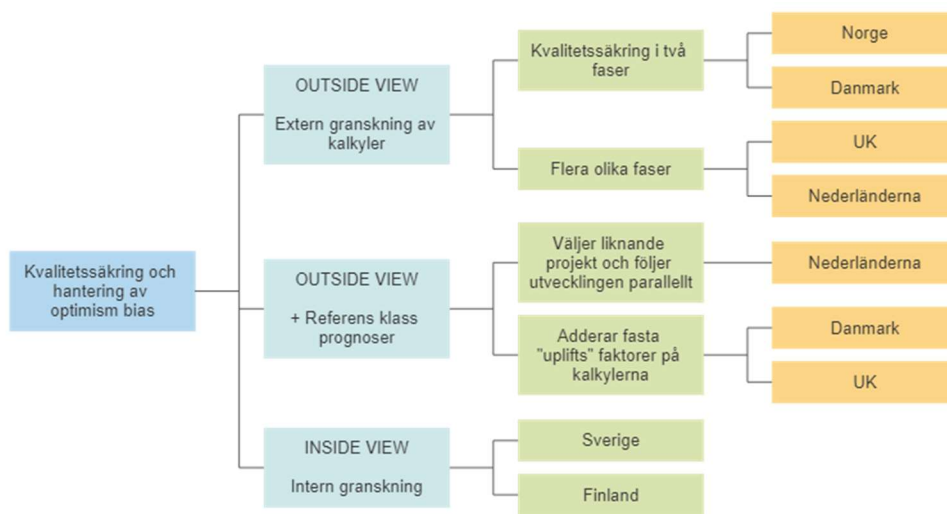 Kvalitetssäkring och
hantering av
optimism bias
OUTSIDE VIEW
Extern granskning av
kalkyler
Kvalitetssäkring i två
faser
Norge
Danmark
Flera olika faser
UK
Nederländerna
OUTSIDE VIEW
+ Referens klass
prognoser
Väljer liknande
projekt och följer
utvecklingen parallellt
Nederländerna
Adderar fasta
"uplifts" faktorer på
kalkylerna
Danmark
UK
INSIDE VIEW
Intern granskning
Sverige
Finland